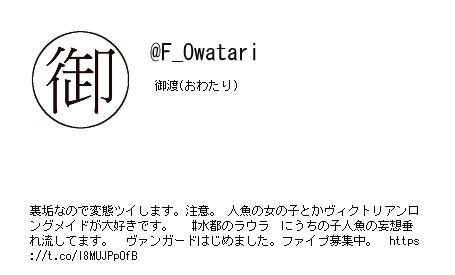 御
@F_Owatari
御渡(おわたり)
裏垢なので変態ツイします。注意。 人魚の女の子とかヴィクトリアンロ
ングメイドが大好きです。　 #水都のラウラ　にうちの子人魚の妄想垂
れ流してます。　ヴァンガードはじめました。ファイブ募集中。　https
://t.co/l8MUJPpOfB